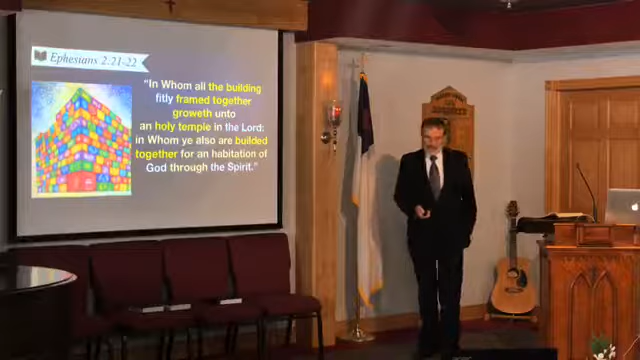 Ephesians 2:21-22
“In Whom all the building
fitly framed together
groweth unto
an holy temple in the Lord:
in Whom ye also are builded
together for an habitation of
God through the Spirit.”